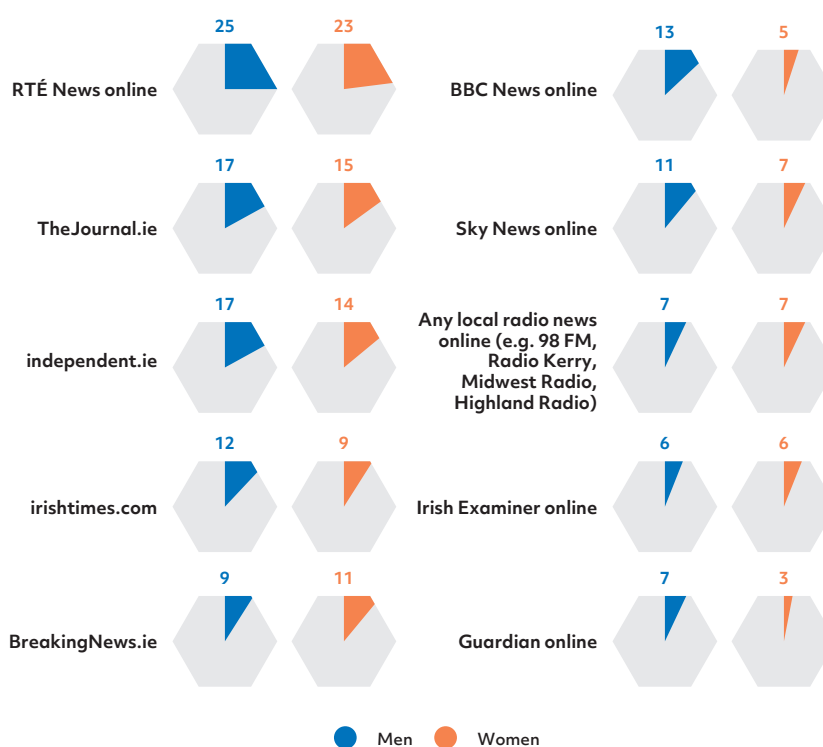 25 23
RTÉ News online
17 15
TheJournal.ie
17 14
independent.ie
12 9
irishtimes.com
9 11
BreakingNews.ie
13 5
BBC News online
11 7
Sky News online
7 7
Any local radio news
online (e.g. 98 FM,
Radio Kerry,
Midwest Radio,
Highland Radio)
6 6
Irish Examiner online
7 3
Guardian online
Men Women